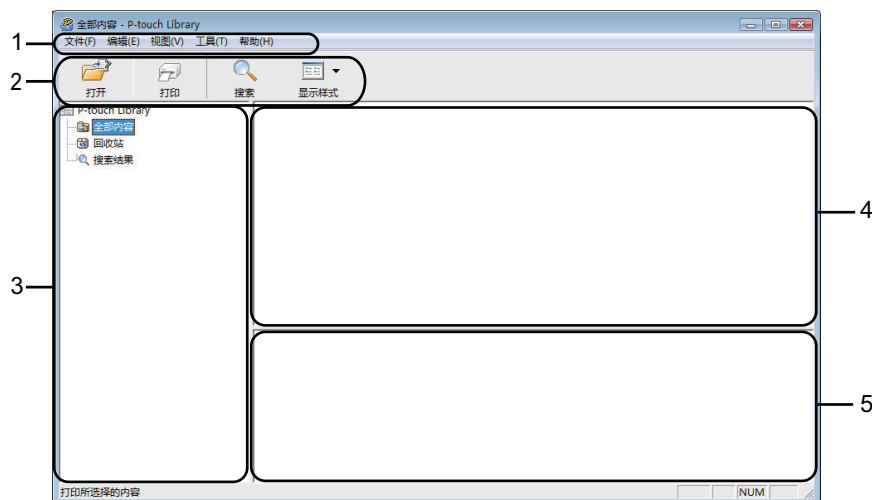 全部内容 - P-touch Library
1
文件(F) 编辑(E) 视图(V) 工具(T) 帮助(H)
2
打开 打印 搜索 显示样式
P-touch Library
全部内容
回收站
搜索结果
3
4
5
打印所选择的内容 NUM